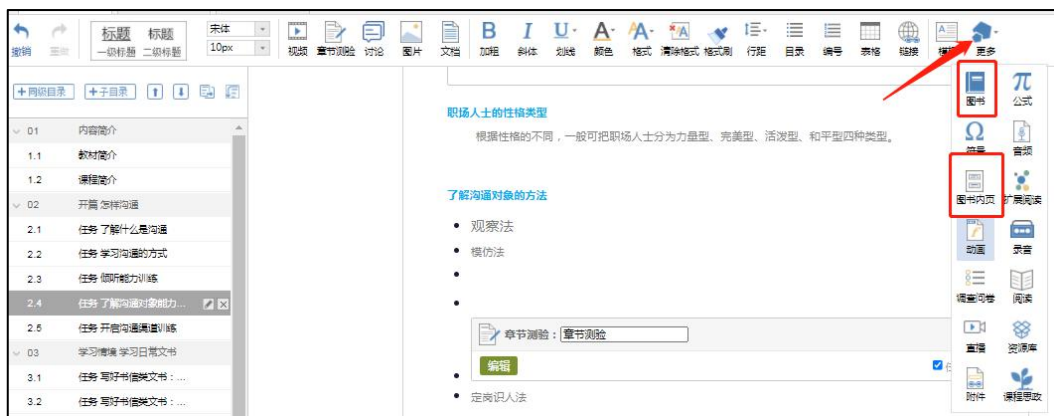 标题 标题 宋体
撤销 重做 一级标题 二级标题 10px 视频 章节测验 讨论 图片 文档 加粗 斜体 划线 颜色 格式 清除格式 格式刷 行距 目录 编号 表格 链接 更多
+同级目录 +子目录
图书 公式
01 内容简介
1.1 教材简介
1.2 课程简介
02 开篇 怎样沟通
2.1 任务 了解什么是沟通
2.2 任务 学习沟通的方式
2.3 任务 倾听能力训练
2.4 任务 了解沟通对象能力...
2.5 任务 开启沟通渠道训练
03 学习情境 学习日常文书
3.1 任务 写好书信类文书：...
3.2 任务 写好书信类文书：...
职场人士的性格类型
根据性格的不同，一般可把职场人士分为力量型、完美型、活泼型、和平型四种类型。
了解沟通对象的方法
观察法
模仿法
章节测验：章节测验
编辑
定岗识人法
符号 音频
图书内页 扩展阅读
动画 录音
调查问卷 阅读
直播 资源库
附件 课程思政